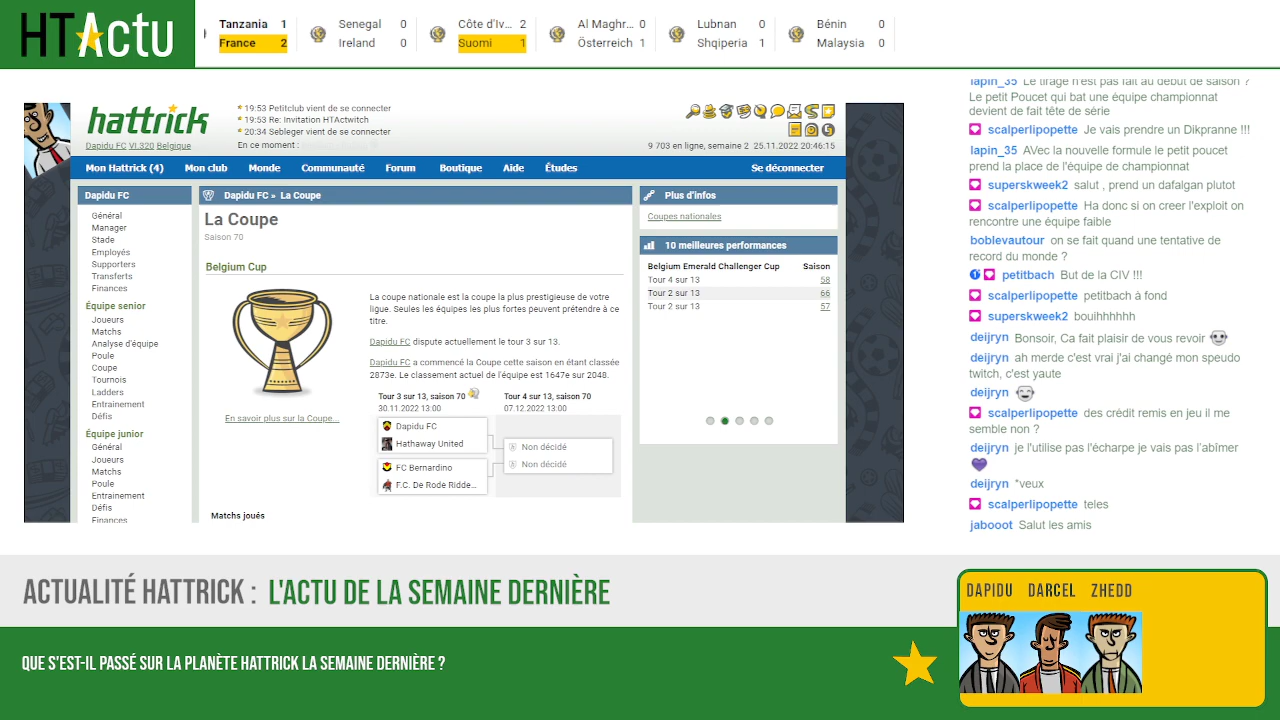 HTActu
Tanzania 1
France 2
Senegal 0
Ireland 0
Côte d'Iv... 2
Suomi 1
Al Maghr... 0
Österreich 1
Lubnan 0
Shqiperia 1
Bénin 0
Malaysia 0
hattrick
Dapidu FC VI.320 Belgique
19:53 Petitclub vient de se connecter
19:53 Re: Invitation HTActwitch
20:34 Sebleger vient de se connecter
En ce moment :
9 703 en ligne, semaine 2 25.11.2022 20:46:15
Mon Hattrick (4) Mon club Monde Communauté Forum Boutique Aide Études Se déconnecter
Dapidu FC
Général
Manager
Stade
Employés
Supporters
Transferts
Finances
Équipe senior
Joueurs
Matchs
Analyse d'équipe
Poule
Coupe
Tournois
Ladders
Entrainement
Défis
Équipe junior
Général
Joueurs
Matchs
Poule
Entrainement
Défis
Finances
Dapidu FC » La Coupe
La Coupe
Saison 70
Belgium Cup
En savoir plus sur la Coupe...
La coupe nationale est la coupe la plus prestigieuse de votre
ligue. Seules les équipes les plus fortes peuvent prétendre à ce
titre.
Dapidu FC dispute actuellement le tour 3 sur 13.
Dapidu FC a commencé la Coupe cette saison en étant classée
2873e. Le classement actuel de l'équipe est 1647e sur 2048.
Tour 3 sur 13, saison 70
30.11.2022 13:00
Tour 4 sur 13, saison 70
07.12.2022 13:00
Dapidu FC
Hathaway United
FC Bernardino
F.C. De Rode Ridde...
Non décidé
Non décidé
Matchs joués
Plus d'infos
Coupes nationales
10 meilleures performances
Belgium Emerald Challenger Cup Saison
Tour 4 sur 13 58
Tour 2 sur 13 66
Tour 2 sur 13 57
lapin_35 Le tirage n'est pas fait au début de saison ?
Le petit Poucet qui bat une équipe championnat
devient de fait tête de série
scalperlipopette Je vais prendre un Dikpranne !!!
lapin_35 AVec la nouvelle formule le petit poucet
prend la place de l'équipe de championnat
superskweek2 salut , prend un dafalgan plutot
scalperlipopette Ha donc si on creer l'exploit on
rencontre une équipe faible
boblevautour on se fait quand une tentative de
record du monde ?
petitbach But de la CIV !!!
scalperlipopette petitbach à fond
superskweek2 bouihhhhhh
deijryn Bonsoir, Ca fait plaisir de vous revoir
deijryn ah merde c'est vrai j'ai changé mon speudo
twitch, c'est yaute
deijryn
scalperlipopette des crédit remis en jeu il me
semble non ?
deijryn je l'utilise pas l'écharpe je vais pas l'abîmer
deijryn *veux
scalperlipopette teles
jabooot Salut les amis
ACTUALITÉ HATTRICK : L'ACTU DE LA SEMAINE DERNIÈRE
QUE S'EST-IL PASSÉ SUR LA PLANÈTE HATTRICK LA SEMAINE DERNIÈRE ?
DAPIDU DARCEL ZHEDD